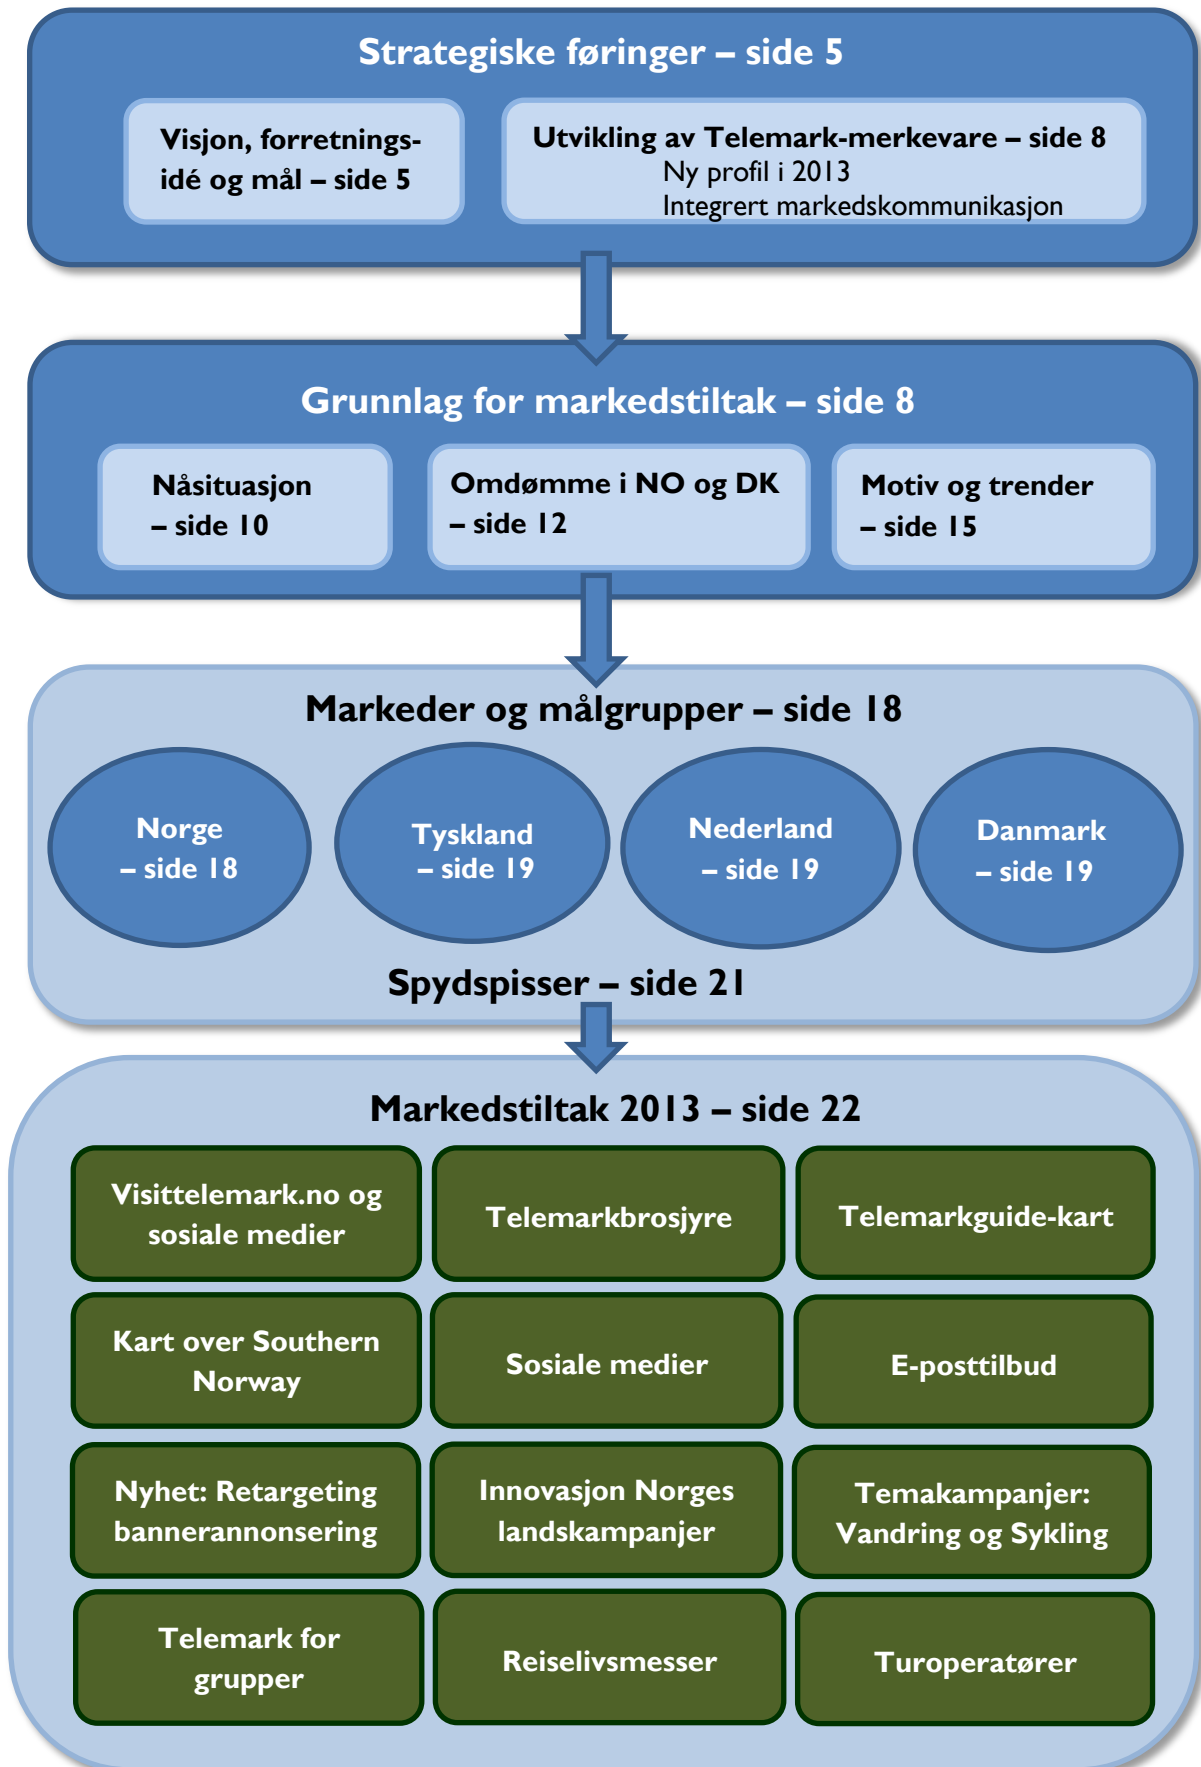 Strategiske føringer – side 5
Visjon, forretnings-
idé og mål – side 5
Utvikling av Telemark-merkevare – side 8
Ny profil i 2013
Integrert markedskommunikasjon
Grunnlag for markedstiltak – side 8
Nåsituasjon
– side 10
Omdømme i NO og DK
– side 12
Motiv og trender
– side 15
Markeder og målgrupper – side 18
Norge
– side 18
Tyskland
– side 19
Nederland
– side 19
Danmark
– side 19
Spydspisser – side 21
Markedstiltak 2013 – side 22
Visittelemark.no og
sosiale medier
Telemarkbrosjyre
Telemarkguide-kart
Kart over Southern
Norway
Sosiale medier
E-posttilbud
Nyhet: Retargeting
bannerannonsering
Innovasjon Norges
landskampanjer
Temakampanjer:
Vandring og Sykling
Telemark for
grupper
Reiselivsmesser
Turoperatører